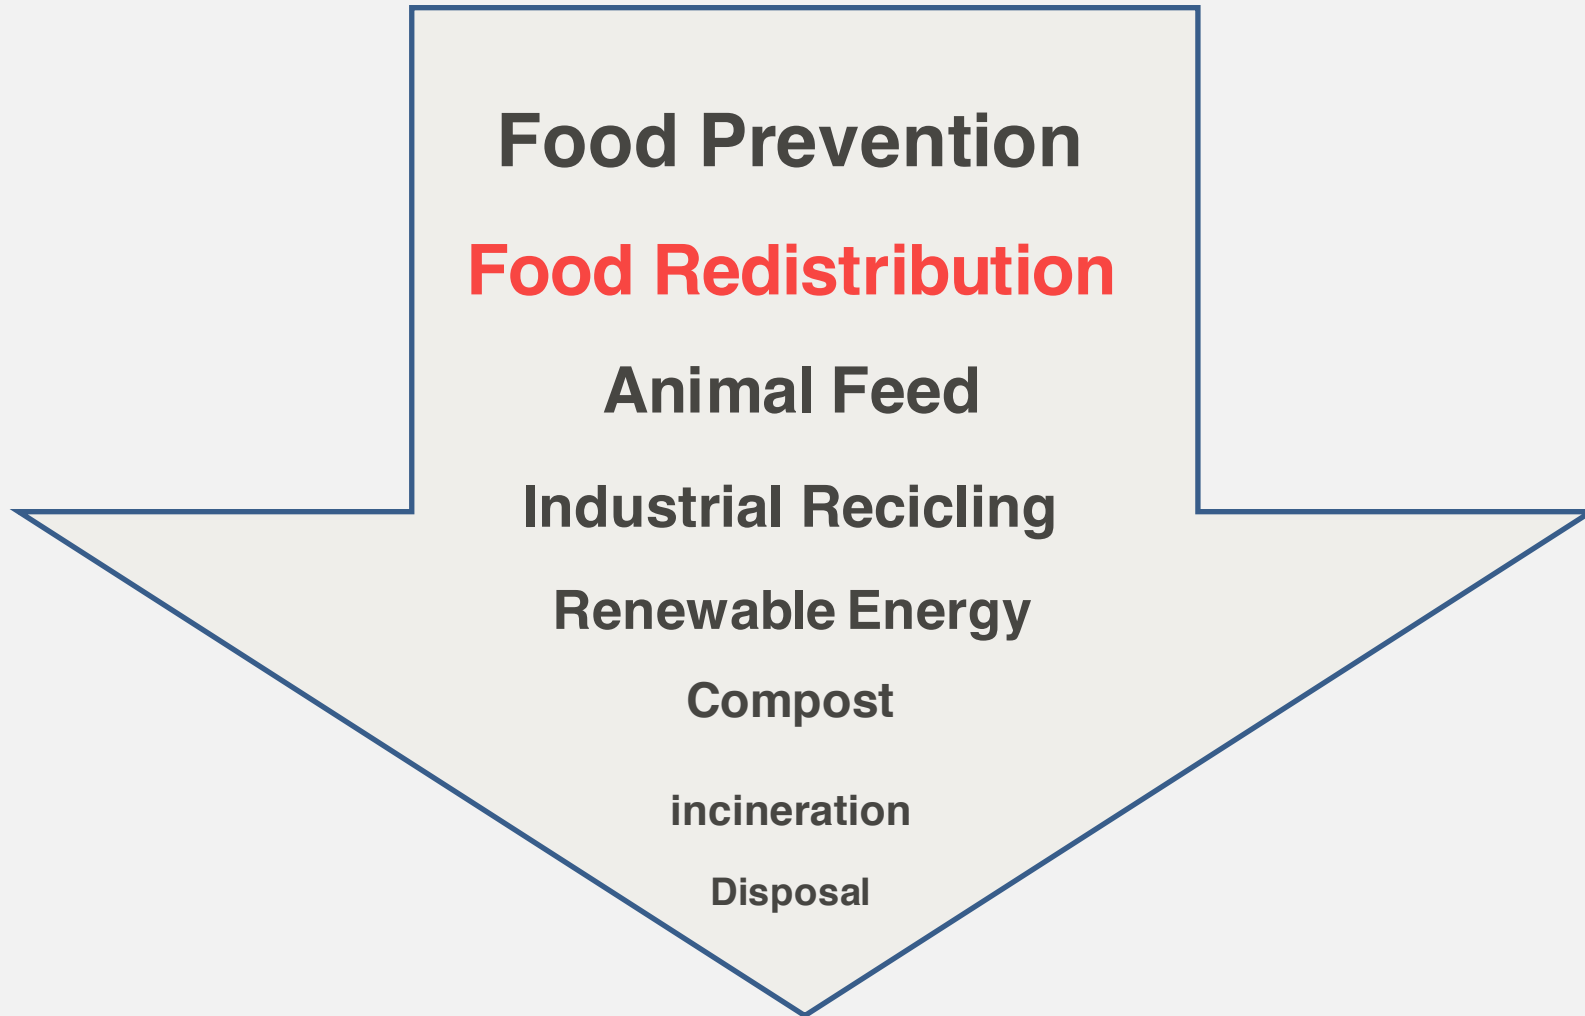 Food Prevention
Food Redistribution
Animal Feed
Industrial Recicling
Renewable Energy
Compost
incineration
Disposal